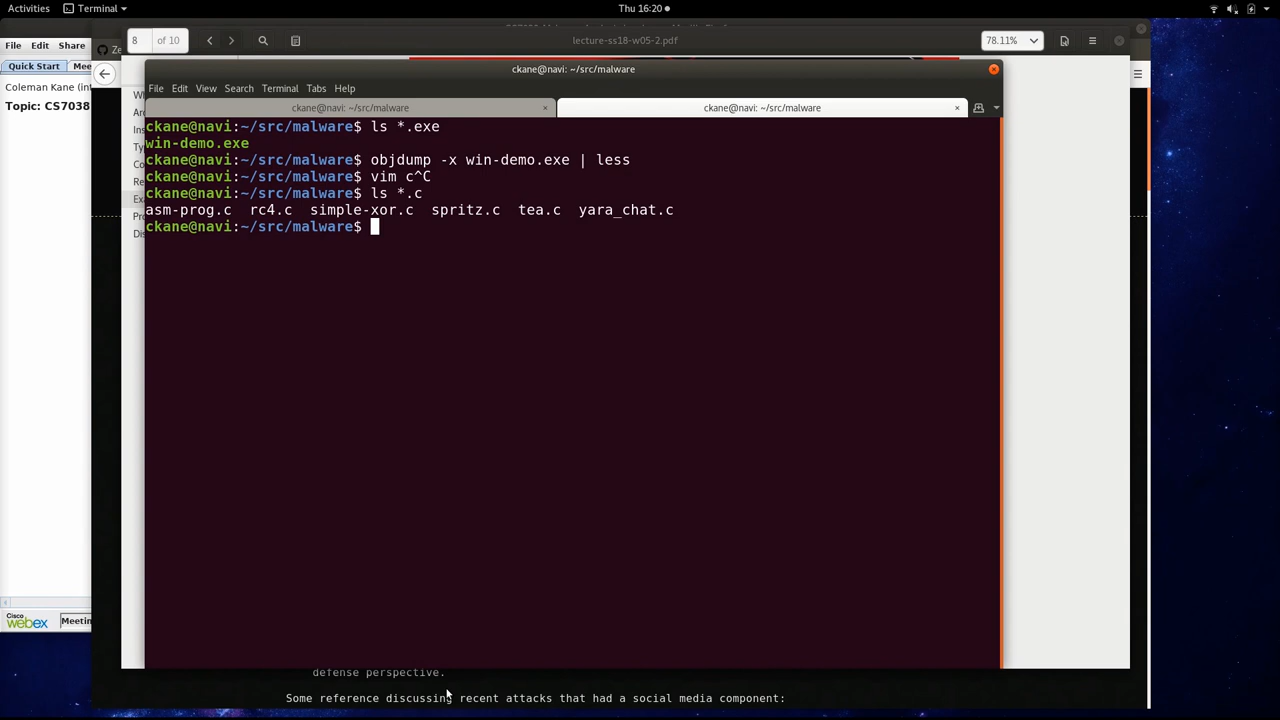 Activities Terminal Thu 16:20
File Edit Share
8 of 10 lecture-ss18-w05-2.pdf 78.11%
Quick Start Mee
Coleman Kane (in
Topic: CS7038
ckane@navi: ~/src/malware
File Edit View Search Terminal Tabs Help
ckane@navi: ~/src/malware × ckane@navi: ~/src/malware ×
ckane@navi:~/src/malware$ ls *.exe
win-demo.exe
ckane@navi:~/src/malware$ objdump -x win-demo.exe | less
ckane@navi:~/src/malware$ vim c^C
ckane@navi:~/src/malware$ ls *.c
asm-prog.c rc4.c simple-xor.c spritz.c tea.c yara_chat.c
ckane@navi:~/src/malware$
Cisco
webex Meetin
defense perspective.
Some reference discussing recent attacks that had a social media component: